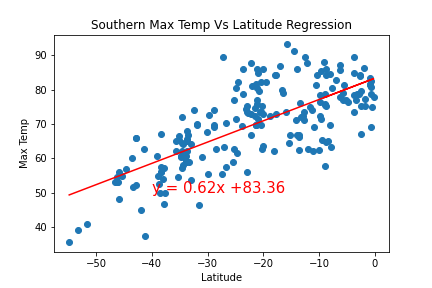 Southern Max Temp Vs Latitude Regression
Max Temp
90
80
70
60
50
40
y = 0.62x +83.36
−50 −40 −30 −20 −10 0
Latitude